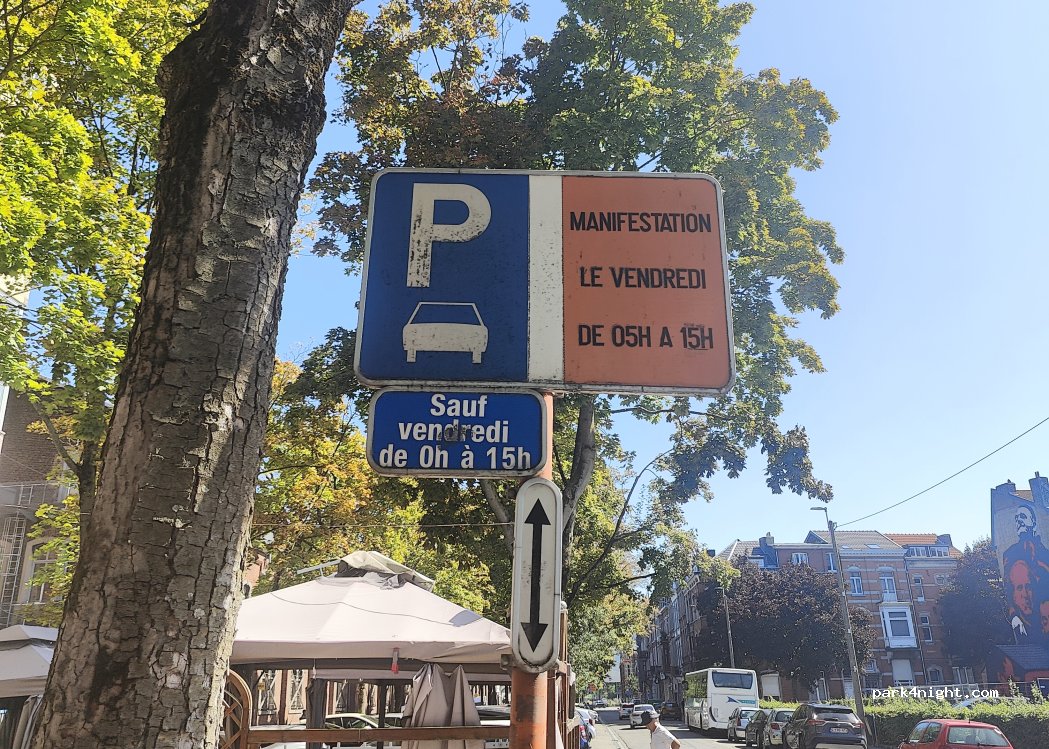 P
MANIFESTATION
LE VENDREDI
DE 05H A 15H
Sauf
vendredi
de 0h à 15h
park4night.com